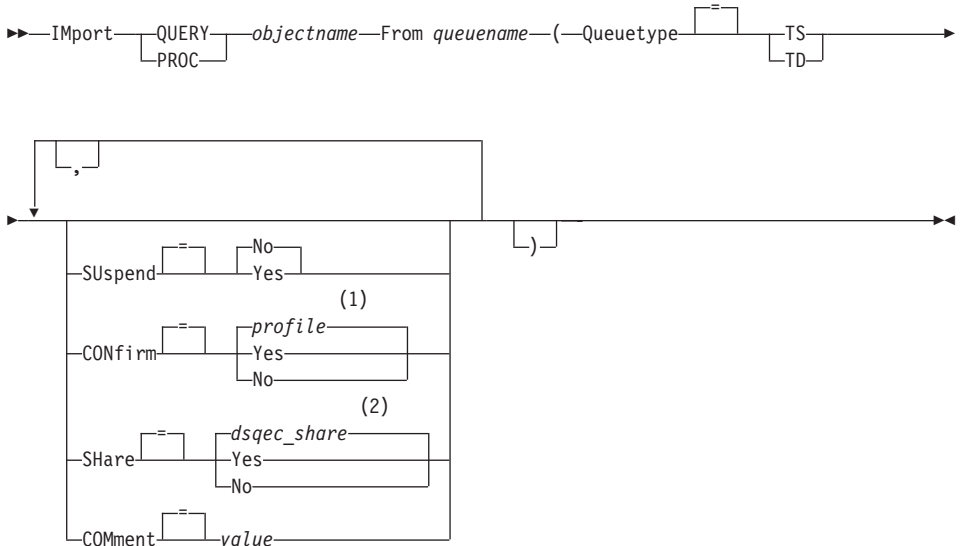 =
IMport QUERY objectname From queuename ( Queuetype TS
PROC TD
,
)
= No
SUspend Yes
(1)
= profile
CONfirm Yes
No
(2)
= dsqec_share
SHare Yes
No
=
COMment value